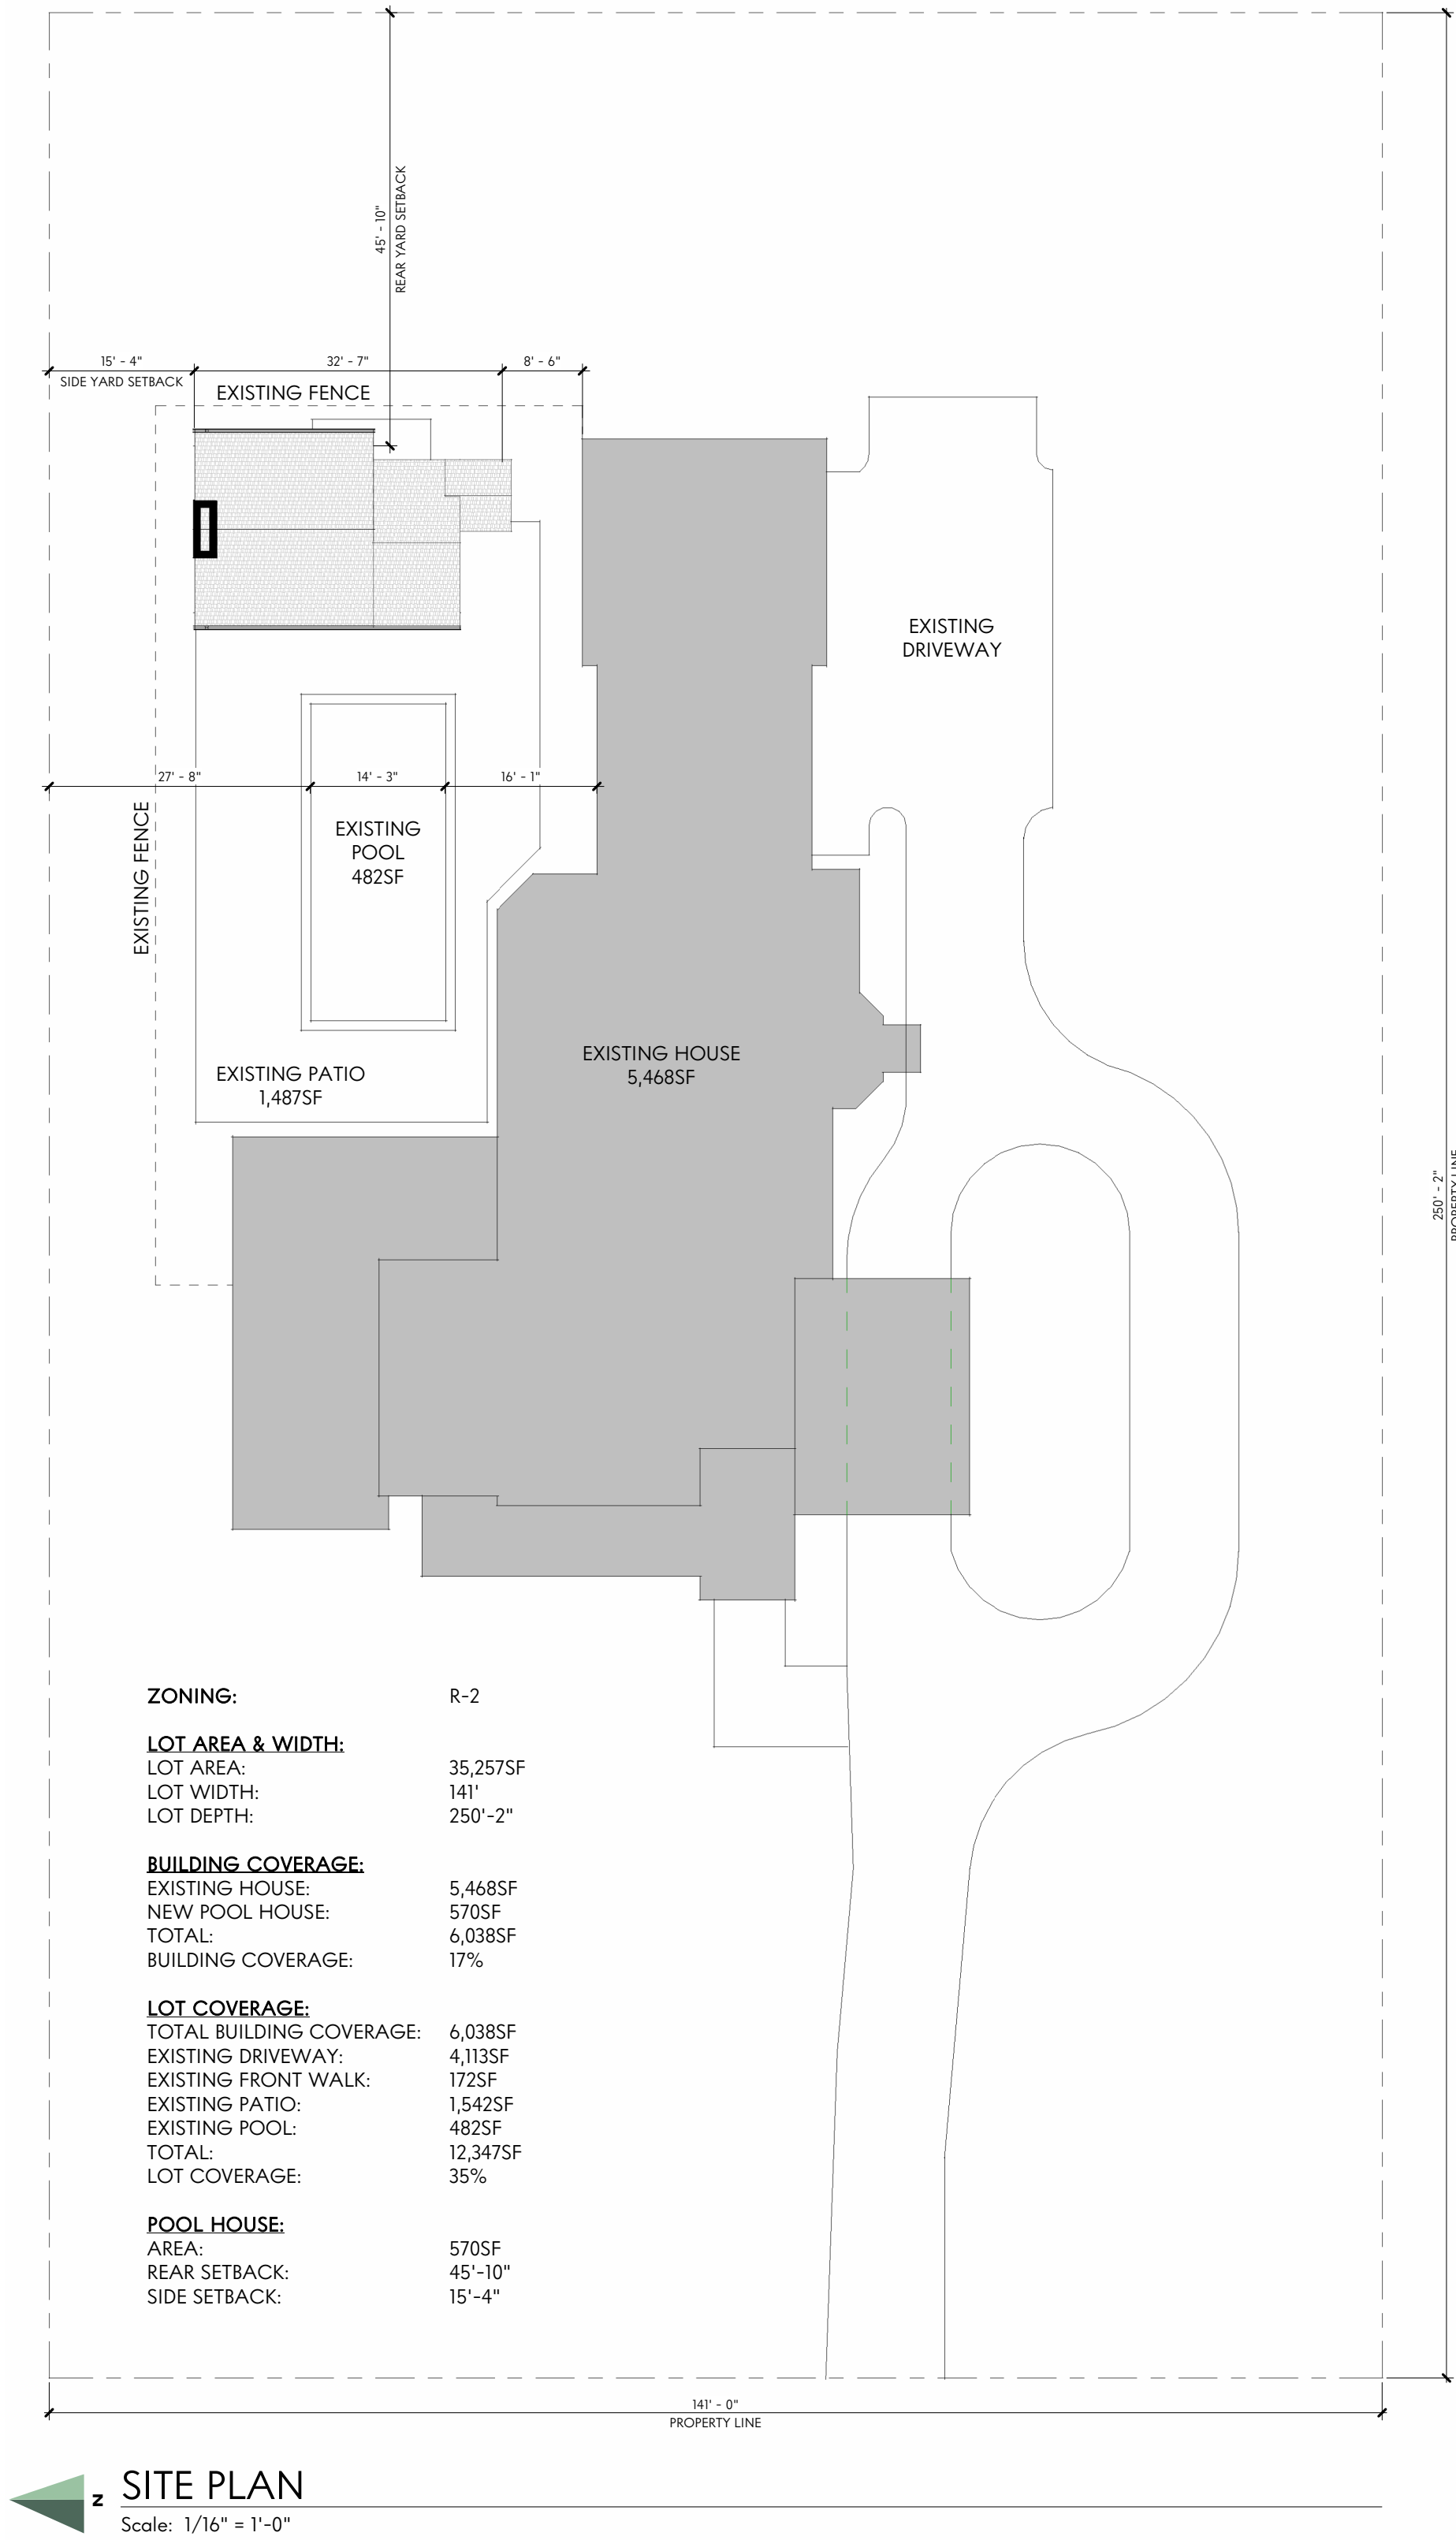 45' - 10"
REAR YARD SETBACK
15' - 4"
32' - 7"
8' - 6"
SIDE YARD SETBACK
EXISTING FENCE
EXISTING
DRIVEWAY
27' - 8"
14' - 3"
16' - 1"
EXISTING FENCE
EXISTING
POOL
482SF
EXISTING HOUSE
5,468SF
EXISTING PATIO
1,487SF
250' - 2"
PROPERTY LINE
ZONING: R-2
LOT AREA & WIDTH:
LOT AREA: 35,257SF
LOT WIDTH: 141'
LOT DEPTH: 250'-2"
BUILDING COVERAGE:
EXISTING HOUSE: 5,468SF
NEW POOL HOUSE: 570SF
TOTAL: 6,038SF
BUILDING COVERAGE: 17%
LOT COVERAGE:
TOTAL BUILDING COVERAGE: 6,038SF
EXISTING DRIVEWAY: 4,113SF
EXISTING FRONT WALK: 172SF
EXISTING PATIO: 1,542SF
EXISTING POOL: 482SF
TOTAL: 12,347SF
LOT COVERAGE: 35%
POOL HOUSE:
AREA: 570SF
REAR SETBACK: 45'-10"
SIDE SETBACK: 15'-4"
141' - 0"
PROPERTY LINE
N
SITE PLAN
Scale: 1/16" = 1'-0"